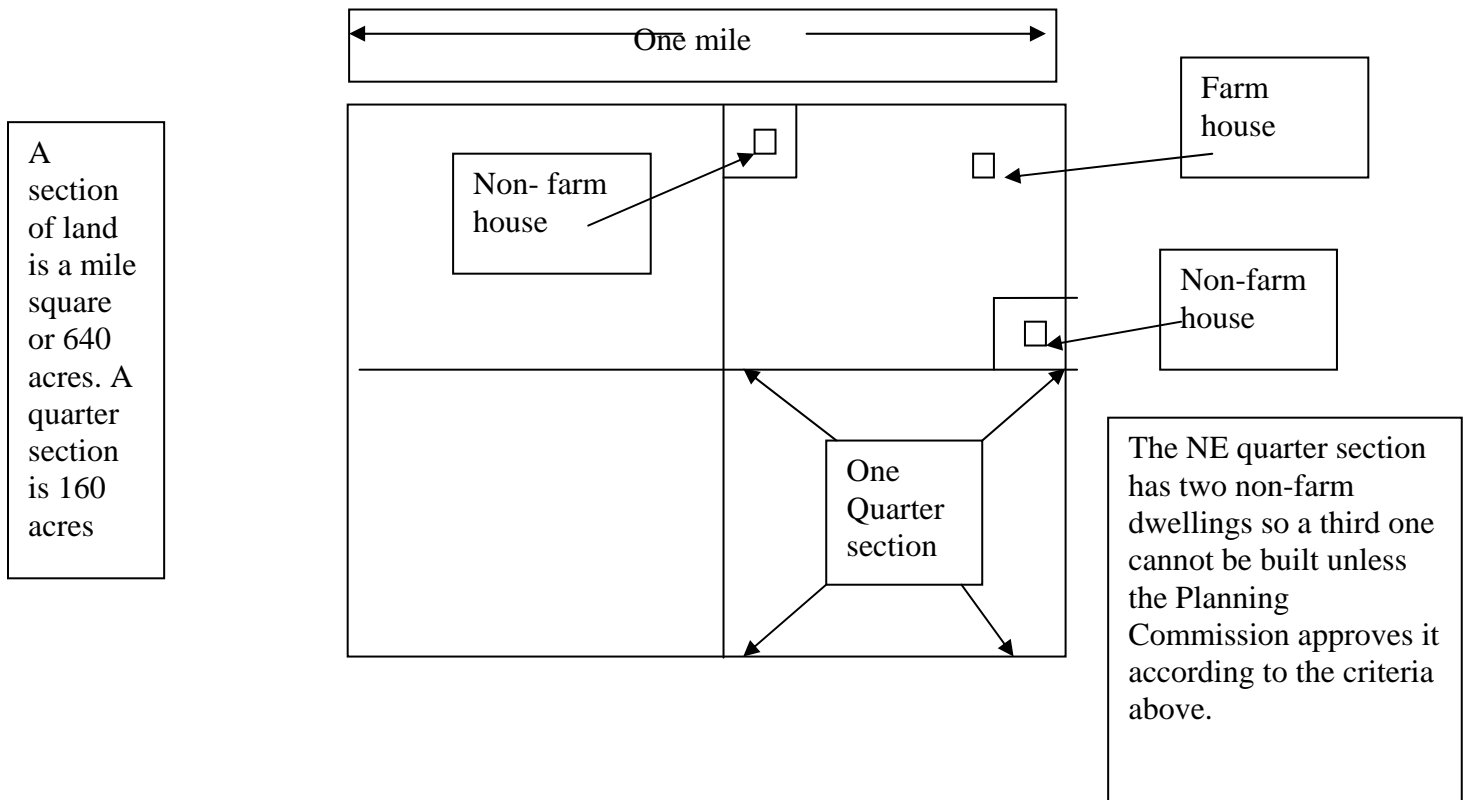 One mile
Farm
house
A
section
of land
is a mile
square
or 640
acres. A
quarter
section
is 160
acres
Non- farm
house
Non-farm
house
One
Quarter
section
The NE quarter section
has two non-farm
dwellings so a third one
cannot be built unless
the Planning
Commission approves it
according to the criteria
above.